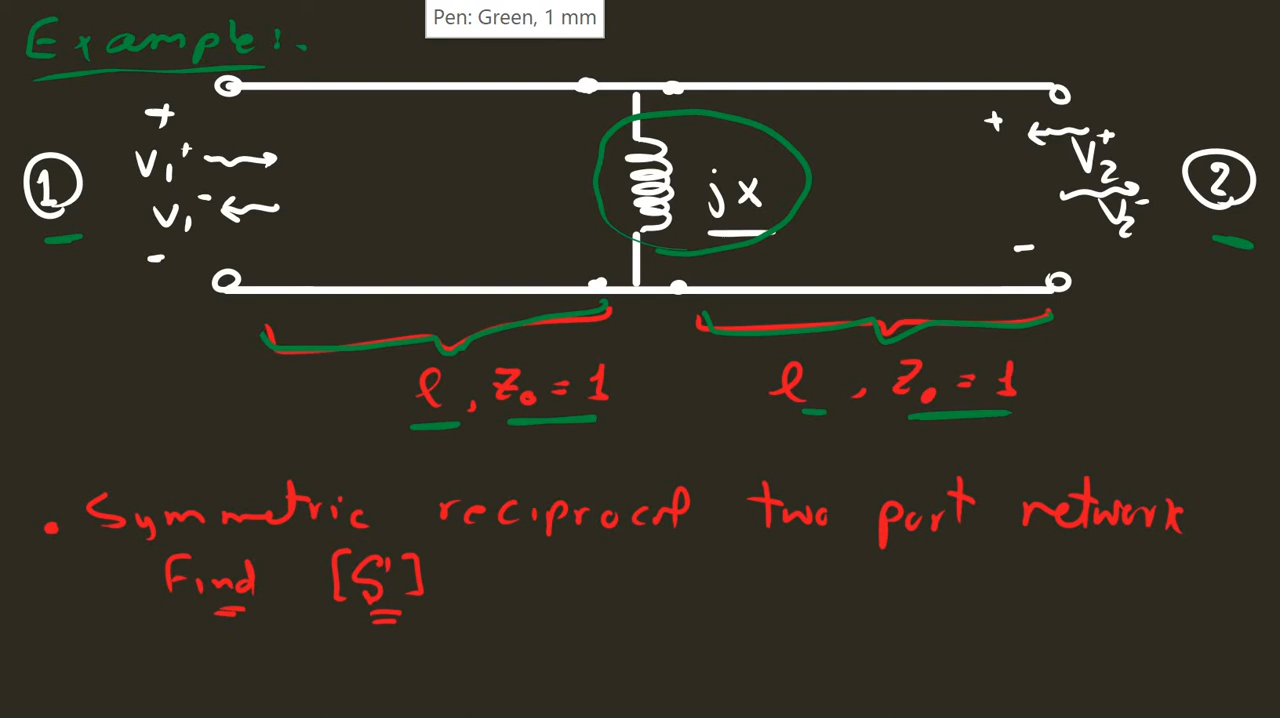 Pen: Green, 1 mm
Example:.
+
V₁⁺
1
V₁⁻
-
jx
+
V₂⁺
2
V₂⁻
-
ℓ, Z₀ = 1
ℓ, Z₀ = 1
• Symmetric reciprocal two port network
Find [S]